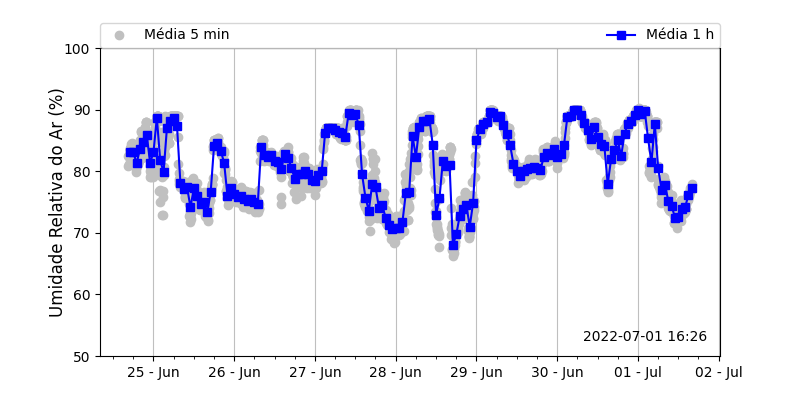 Média 5 min Média 1 h
Umidade Relativa do Ar (%)
100
90
80
70
60
50
2022-07-01 16:26
25 - Jun 26 - Jun 27 - Jun 28 - Jun 29 - Jun 30 - Jun 01 - Jul 02 - Jul